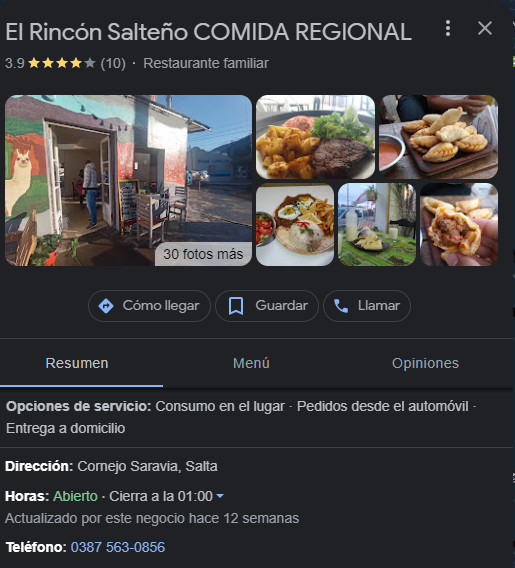 El Rincón Salteño COMIDA REGIONAL
3.9 (10) · Restaurante familiar
30 fotos más
Cómo llegar
Guardar
Llamar
Resumen
Menú
Opiniones
Opciones de servicio: Consumo en el lugar · Pedidos desde el automóvil ·
Entrega a domicilio
Dirección: Cornejo Saravia, Salta
Horas: Abierto · Cierra a la 01:00
Actualizado por este negocio hace 12 semanas
Teléfono: 0387 563-0856